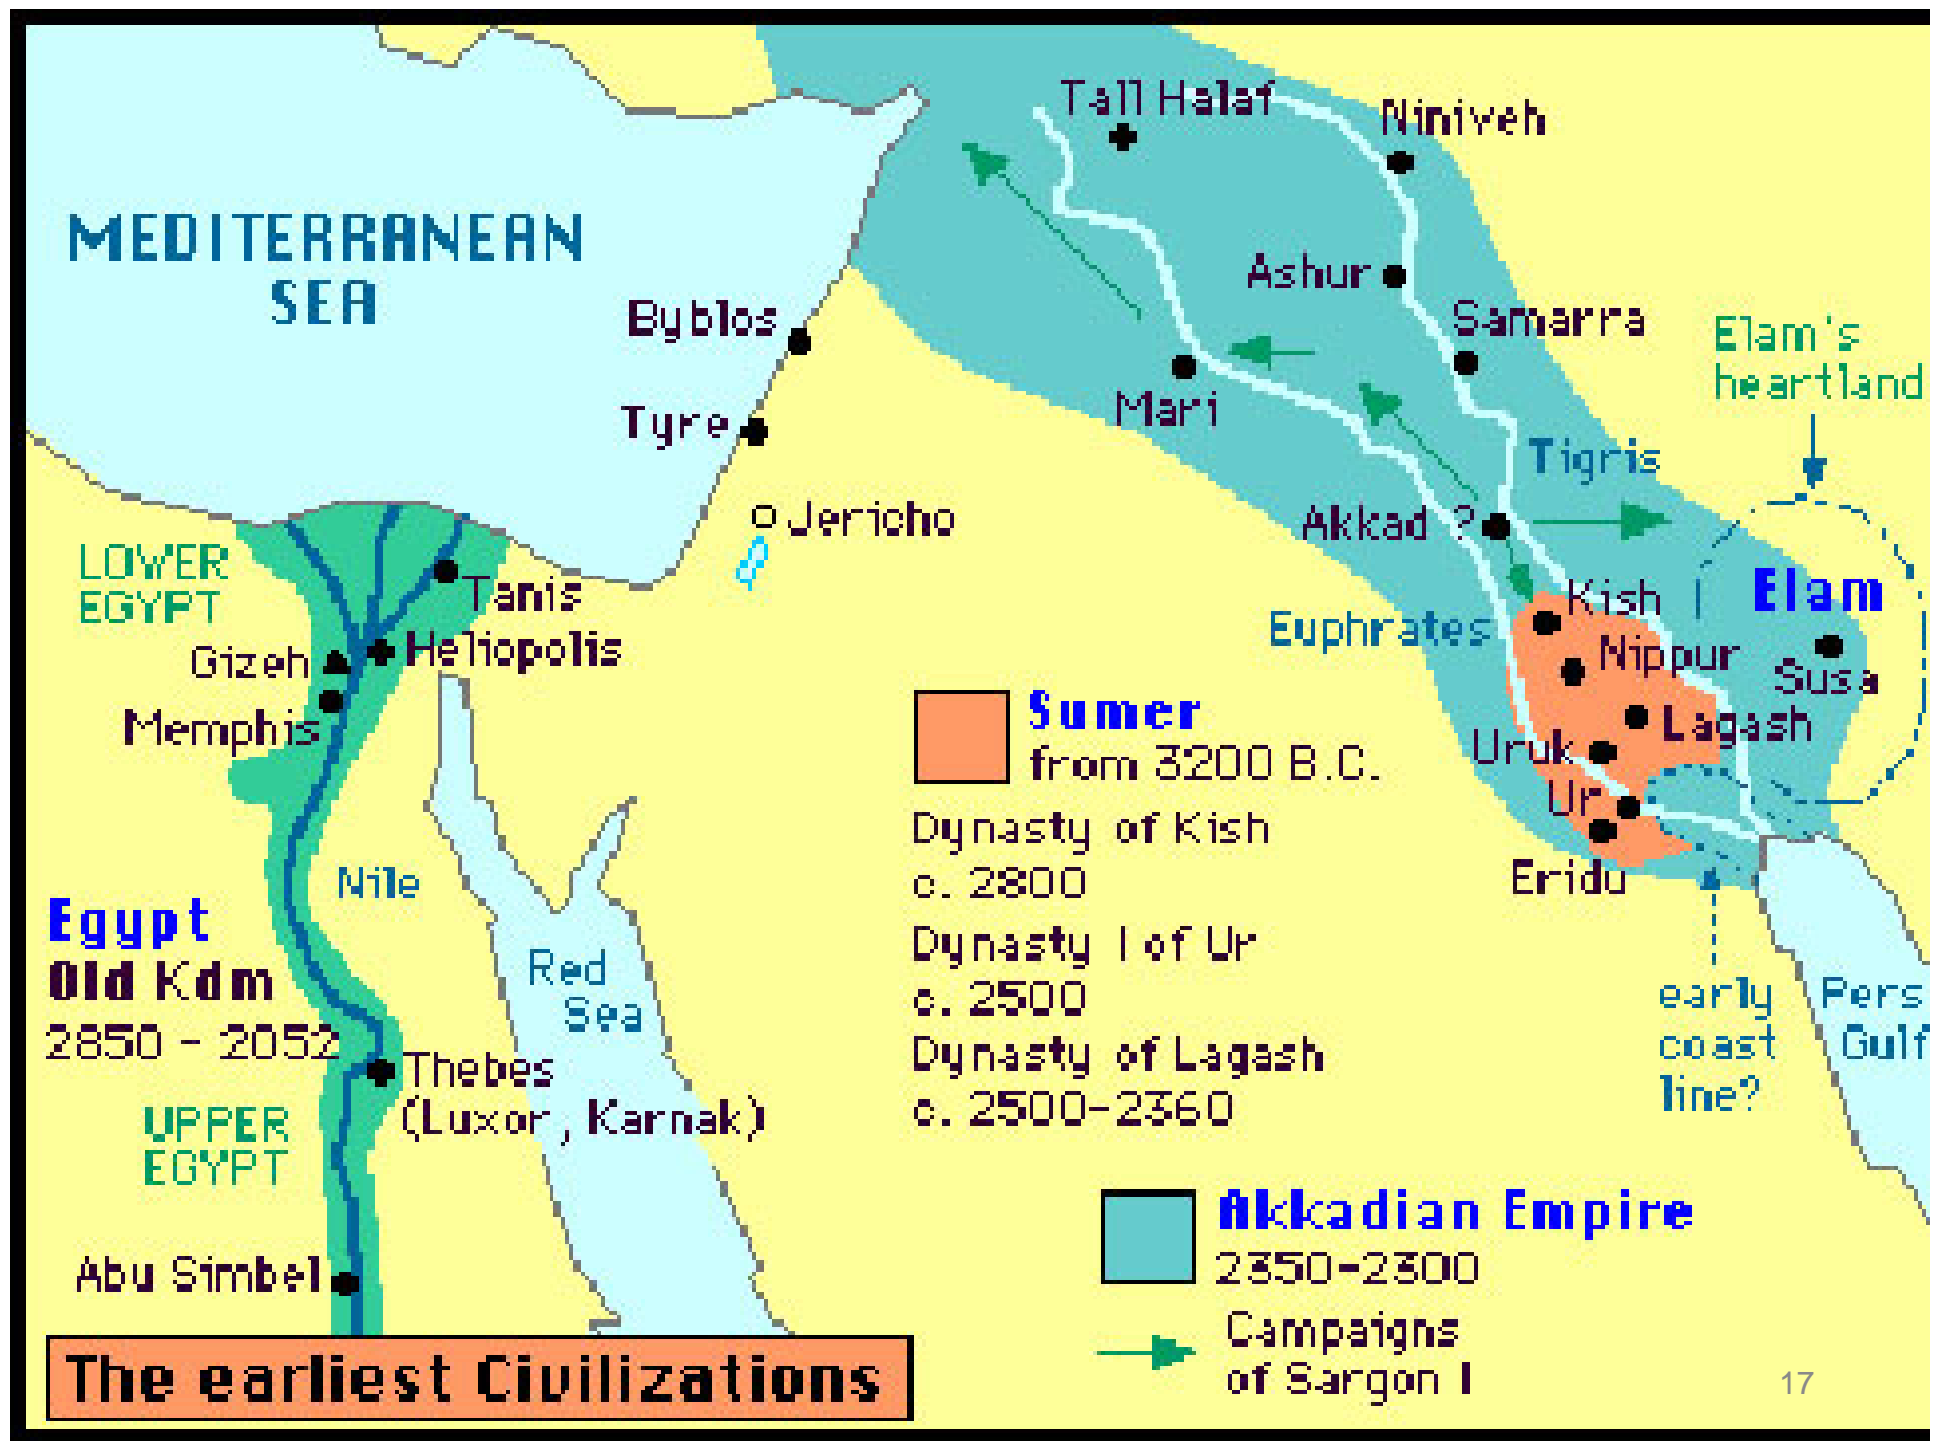 Tall Halaf
Niniveh
MEDITERRANEAN
SEA
Ashur
Byblos
Samarra
Elam's
heartland
Mari
Tyre
Tigris
Jericho
Akkad ?
LOWER
EGYPT
Tanis
Elam
Kish
Euphrates
Gizeh
Heliopolis
Nippur
Susa
Memphis
Sumer
from 3200 B.C.
Lagash
Uruk
Ur
Dynasty of Kish
c. 2800
Eridu
Nile
Egypt
Old Kdm
2850 - 2052
Red
Sea
Dynasty I of Ur
c. 2500
Dynasty of Lagash
c. 2500-2360
early
coast
line?
Pers
Gulf
Thebes
(Luxor, Karnak)
UPPER
EGYPT
Abu Simbel
Akkadian Empire
2350-2300
Campaigns
of Sargon I
The earliest Civilizations
17